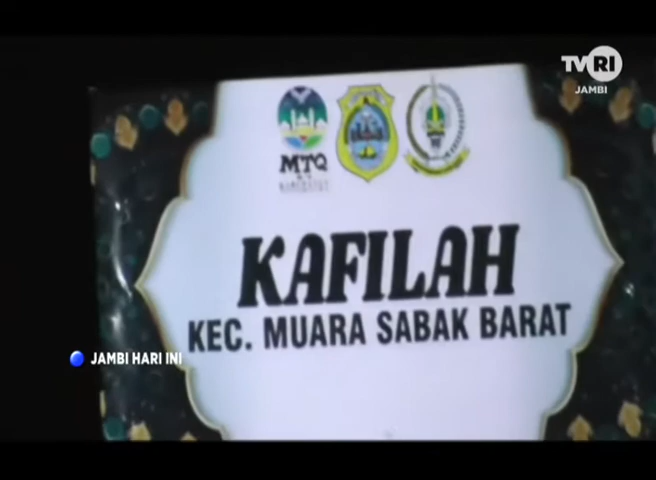 TVRI
JAMBI
MTQ
KAFILAH
KEC. MUARA SABAK BARAT
JAMBI HARI INI